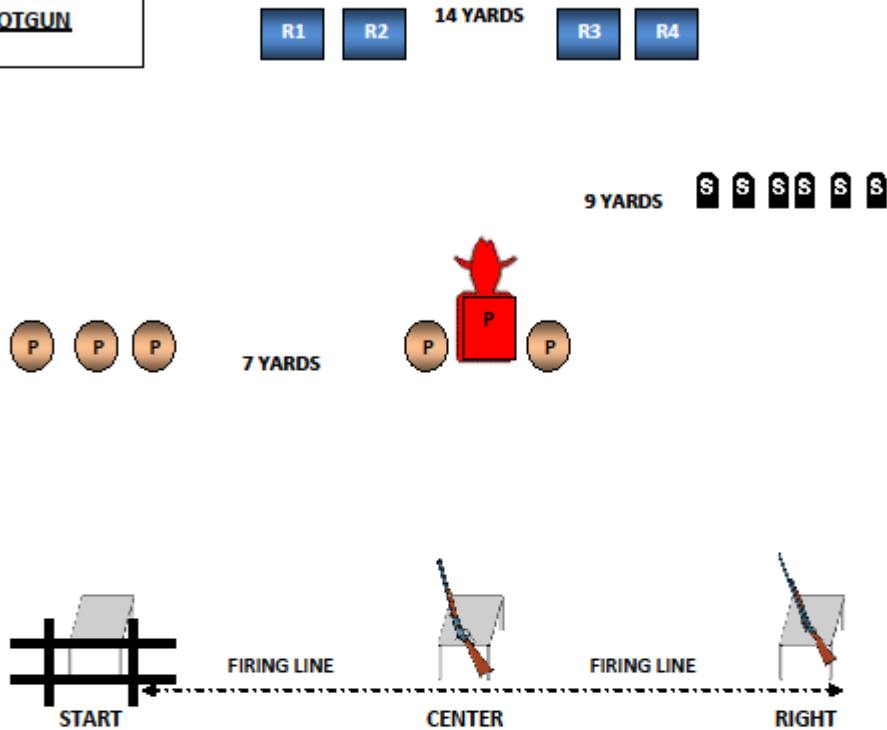 OTGUN
R1 R2 14 YARDS R3 R4
9 YARDS S S S S S S
P
P P P 7 YARDS P P
FIRING LINE FIRING LINE
START CENTER RIGHT